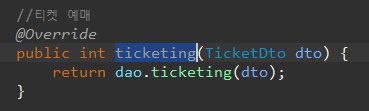 //티켓 예매
@Override
public int ticketing(TicketDto dto) {
    return dao.ticketing(dto);
}